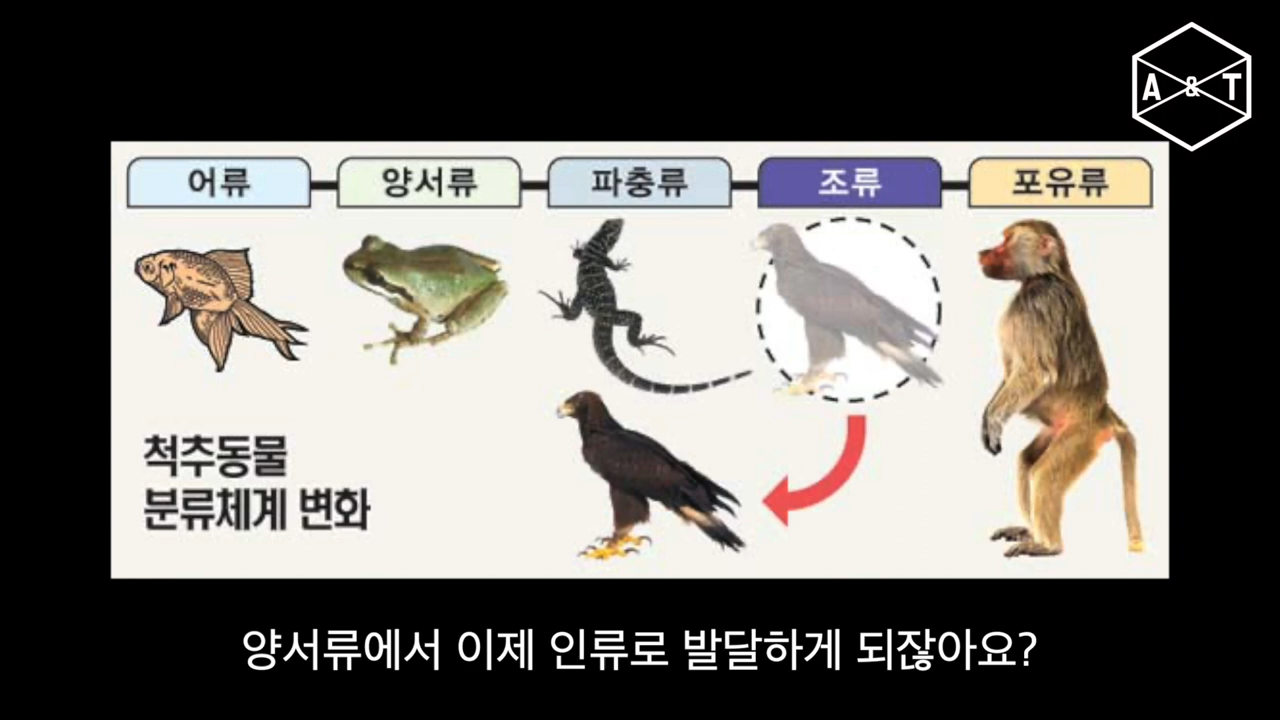 A & T
어류
양서류
파충류
조류
포유류
척추동물
분류체계 변화
양서류에서 이제 인류로 발달하게 되잖아요?